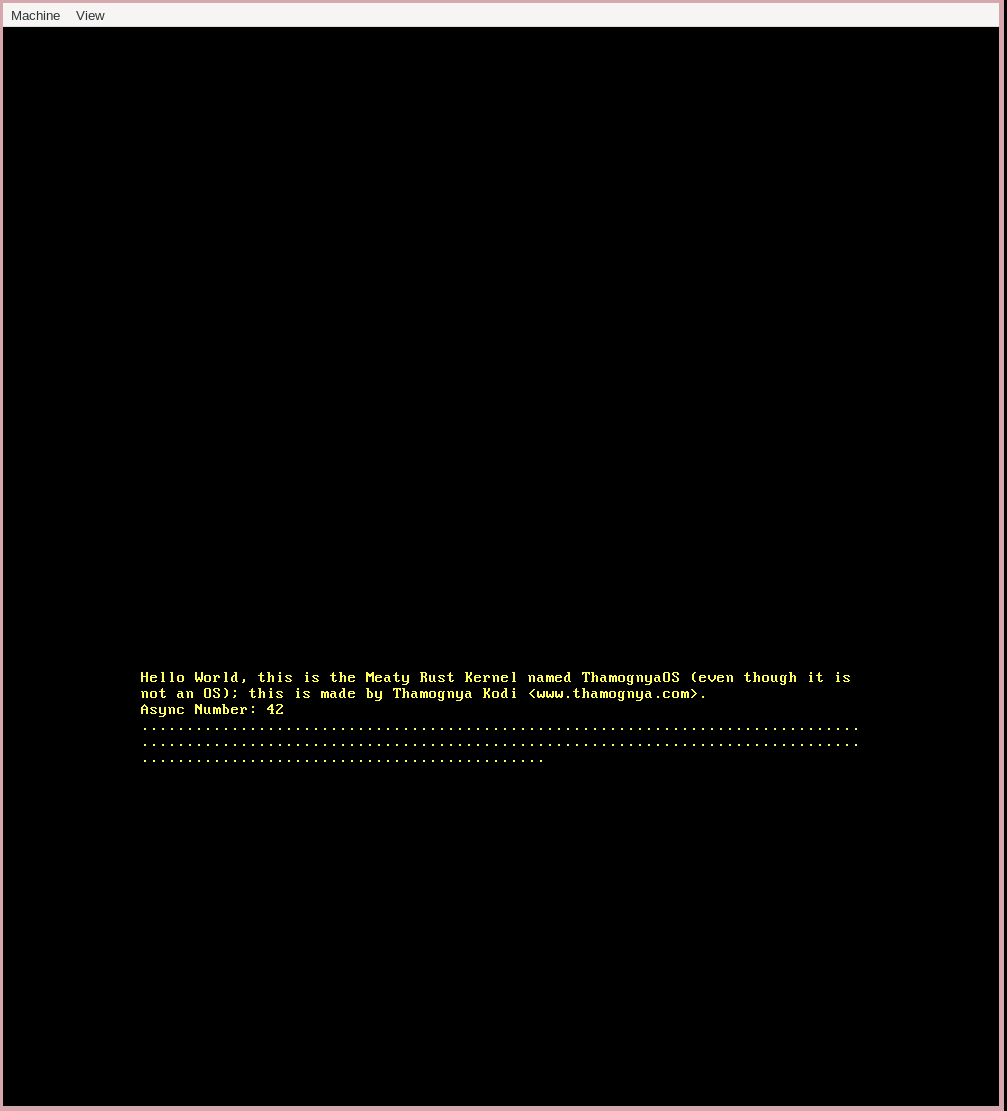 Machine View
Hello World, this is the Meaty Rust Kernel named ThamognyaOS (even though it is
not an OS); this is made by Thamognya Kodi <www.thamognya.com>.
Async Number: 42
................................................................................
................................................................................
.............................................